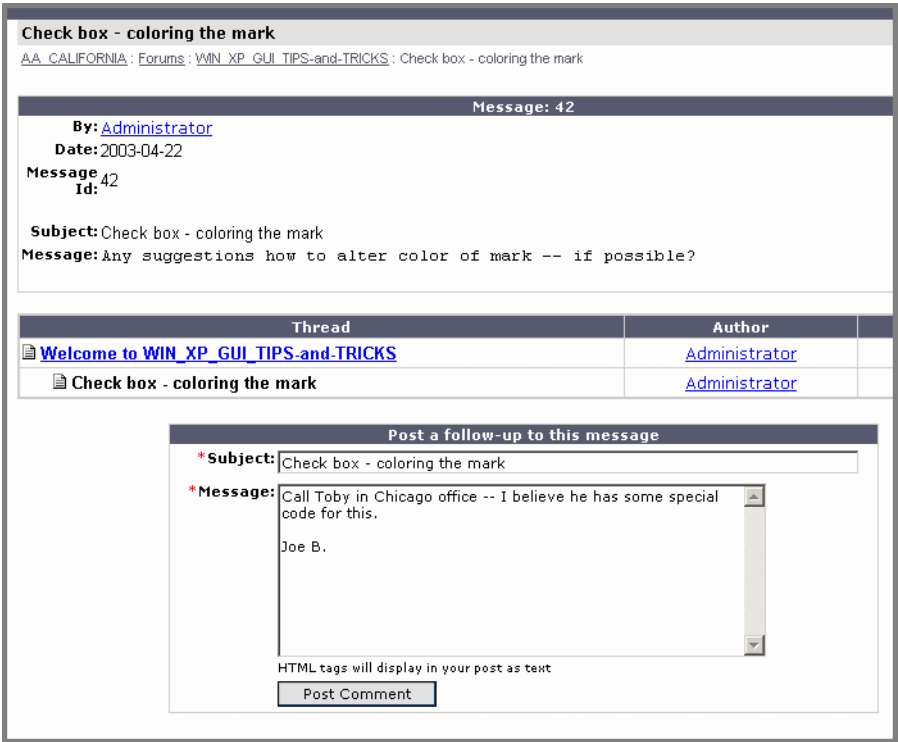 Check box - coloring the mark
AA_CALIFORNIA : Forums : WIN_XP_GUI_TIPS-and-TRICKS : Check box - coloring the mark
Message: 42
By: Administrator
Date: 2003-04-22
Message
Id: 42
Subject: Check box - coloring the mark
Message: Any suggestions how to alter color of mark -- if possible?
Thread Author
Welcome to WIN_XP_GUI_TIPS-and-TRICKS Administrator
Check box - coloring the mark Administrator
Post a follow-up to this message
*Subject: Check box - coloring the mark
*Message: Call Toby in Chicago office -- I believe he has some special
code for this.
Joe B.
HTML tags will display in your post as text
Post Comment